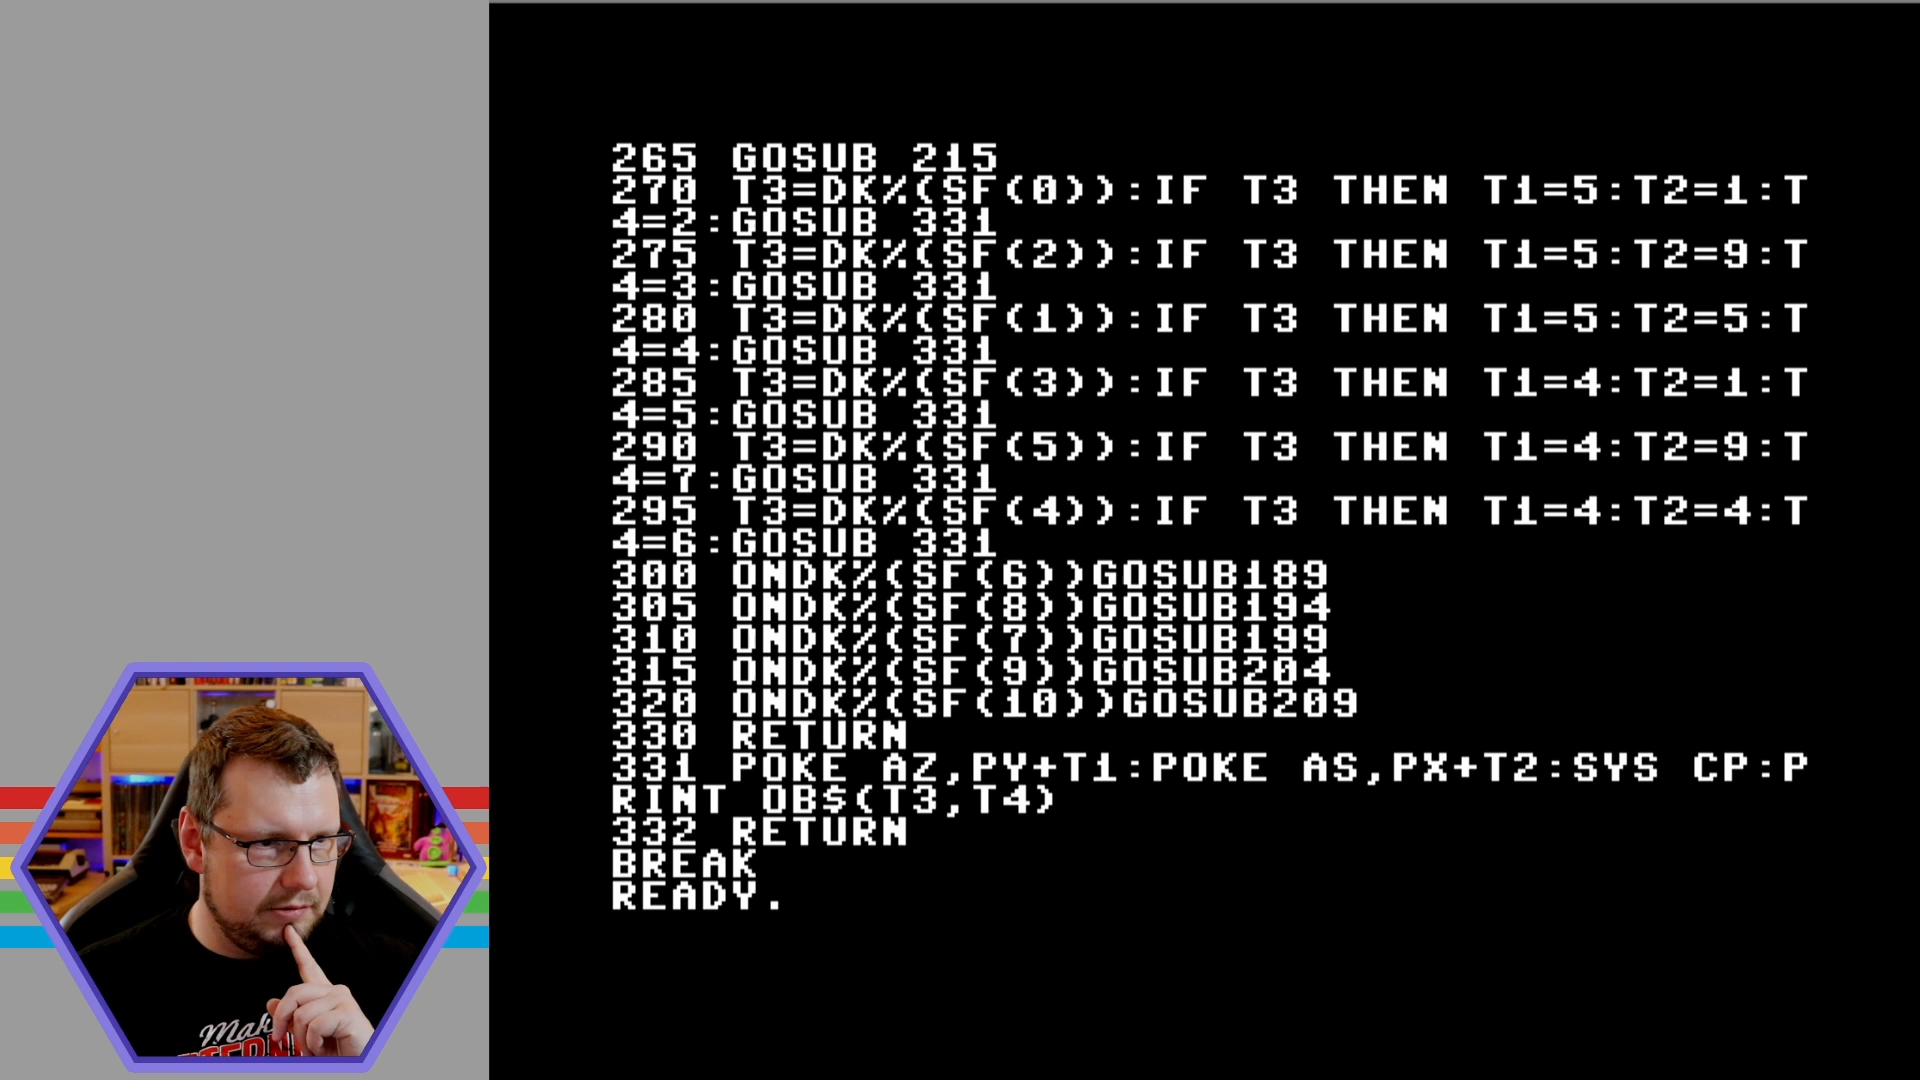 265 GOSUB 215
270 T3=DK%(SF(0)):IF T3 THEN T1=5:T2=1:T
4=2:GOSUB 331
275 T3=DK%(SF(2)):IF T3 THEN T1=5:T2=9:T
4=3:GOSUB 331
280 T3=DK%(SF(1)):IF T3 THEN T1=5:T2=5:T
4=4:GOSUB 331
285 T3=DK%(SF(3)):IF T3 THEN T1=4:T2=1:T
4=5:GOSUB 331
290 T3=DK%(SF(5)):IF T3 THEN T1=4:T2=9:T
4=7:GOSUB 331
295 T3=DK%(SF(4)):IF T3 THEN T1=4:T2=4:T
4=6:GOSUB 331
300 ONDK%(SF(6))GOSUB189
305 ONDK%(SF(8))GOSUB194
310 ONDK%(SF(7))GOSUB199
315 ONDK%(SF(9))GOSUB204
320 ONDK%(SF(10))GOSUB209
330 RETURN
331 POKE AZ,PY+T1:POKE AS,PX+T2:SYS CP:P
RINT OB$(T3,T4)
332 RETURN
BREAK
READY.